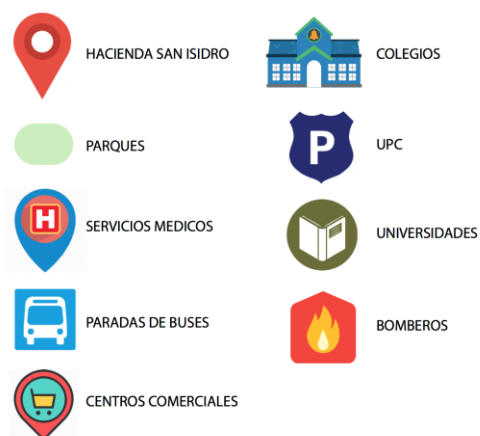 HACIENDA SAN ISIDRO
PARQUES
H
SERVICIOS MEDICOS
PARADAS DE BUSES
CENTROS COMERCIALES
COLEGIOS
P
UPC
UNIVERSIDADES
BOMBEROS